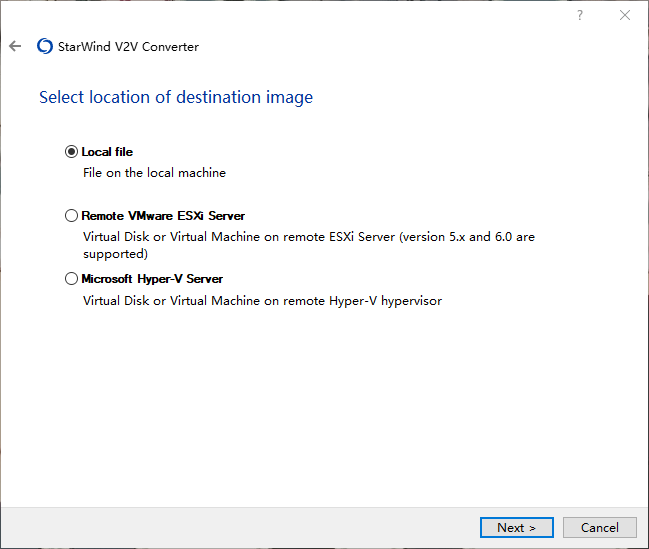 ?
StarWind V2V Converter
Select location of destination image
Local file
File on the local machine
Remote VMware ESXi Server
Virtual Disk or Virtual Machine on remote ESXi Server (version 5.x and 6.0 are
supported)
Microsoft Hyper-V Server
Virtual Disk or Virtual Machine on remote Hyper-V hypervisor
Next >
Cancel